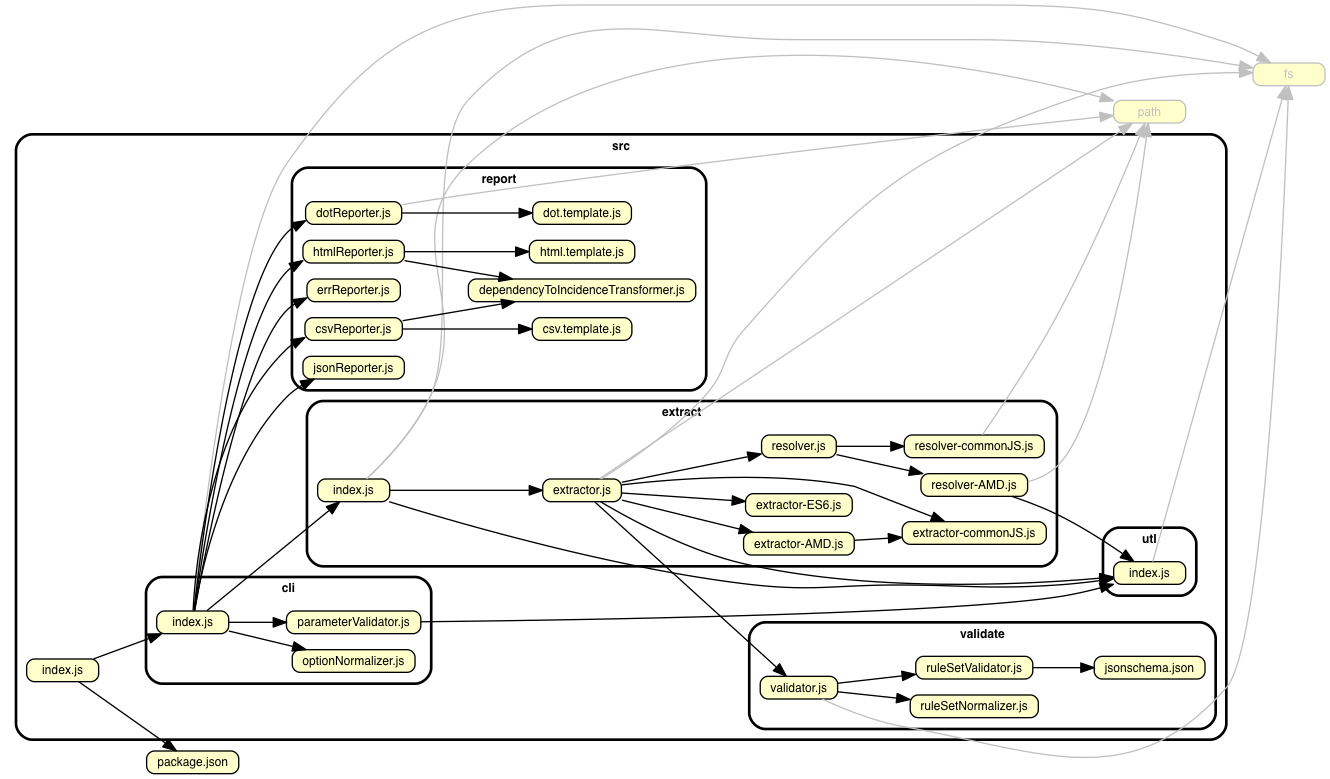 fs
path
src
report
dotReporter.js
dot.template.js
htmlReporter.js
html.template.js
errReporter.js
dependencyToIncidenceTransformer.js
csvReporter.js
csv.template.js
jsonReporter.js
extract
resolver.js
resolver-commonJS.js
index.js
extractor.js
resolver-AMD.js
extractor-ES6.js
extractor-AMD.js
extractor-commonJS.js
utl
index.js
cli
index.js
parameterValidator.js
optionNormalizer.js
validate
ruleSetValidator.js
jsonschema.json
validator.js
ruleSetNormalizer.js
index.js
package.json